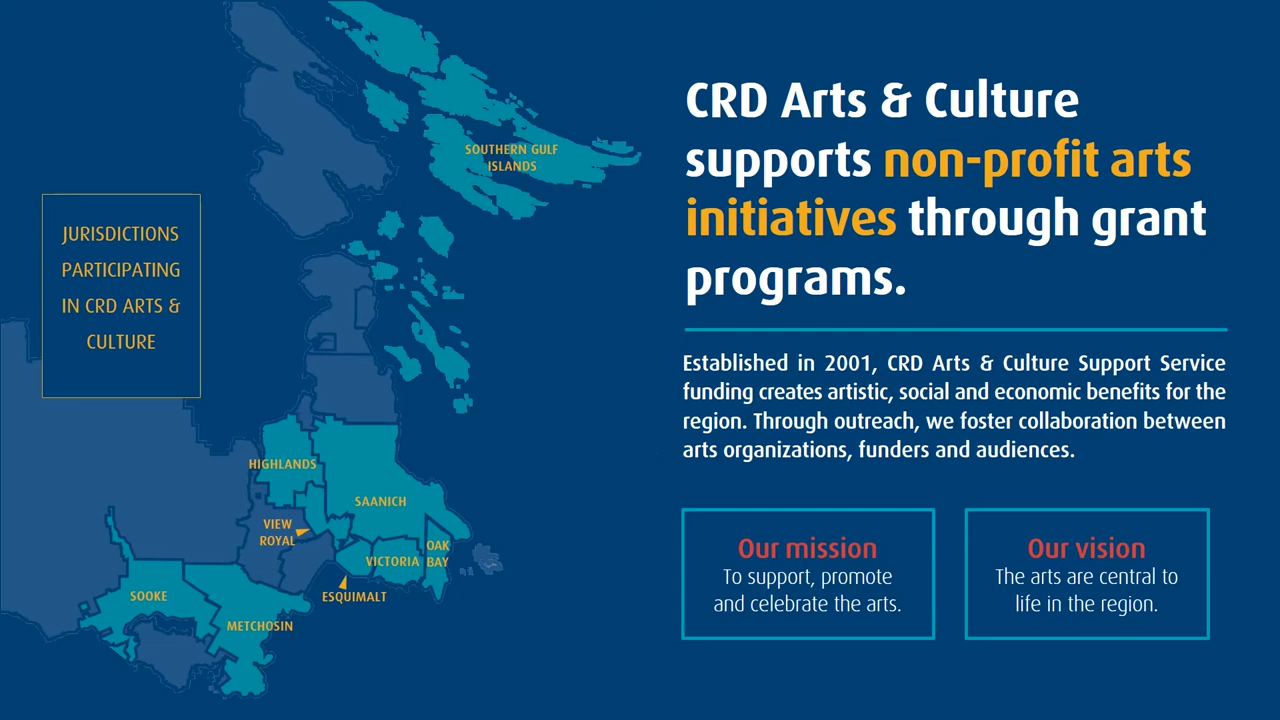 CRD Arts & Culture
supports non-profit arts
initiatives through grant
programs.
Established in 2001, CRD Arts & Culture Support Service
funding creates artistic, social and economic benefits for the
region. Through outreach, we foster collaboration between
arts organizations, funders and audiences.
Our mission
To support, promote
and celebrate the arts.
Our vision
The arts are central to
life in the region.
JURISDICTIONS
PARTICIPATING
IN CRD ARTS &
CULTURE
SOUTHERN GULF
ISLANDS
HIGHLANDS
SAANICH
VIEW
ROYAL
OAK
BAY
VICTORIA
ESQUIMALT
SOOKE
METCHOSIN